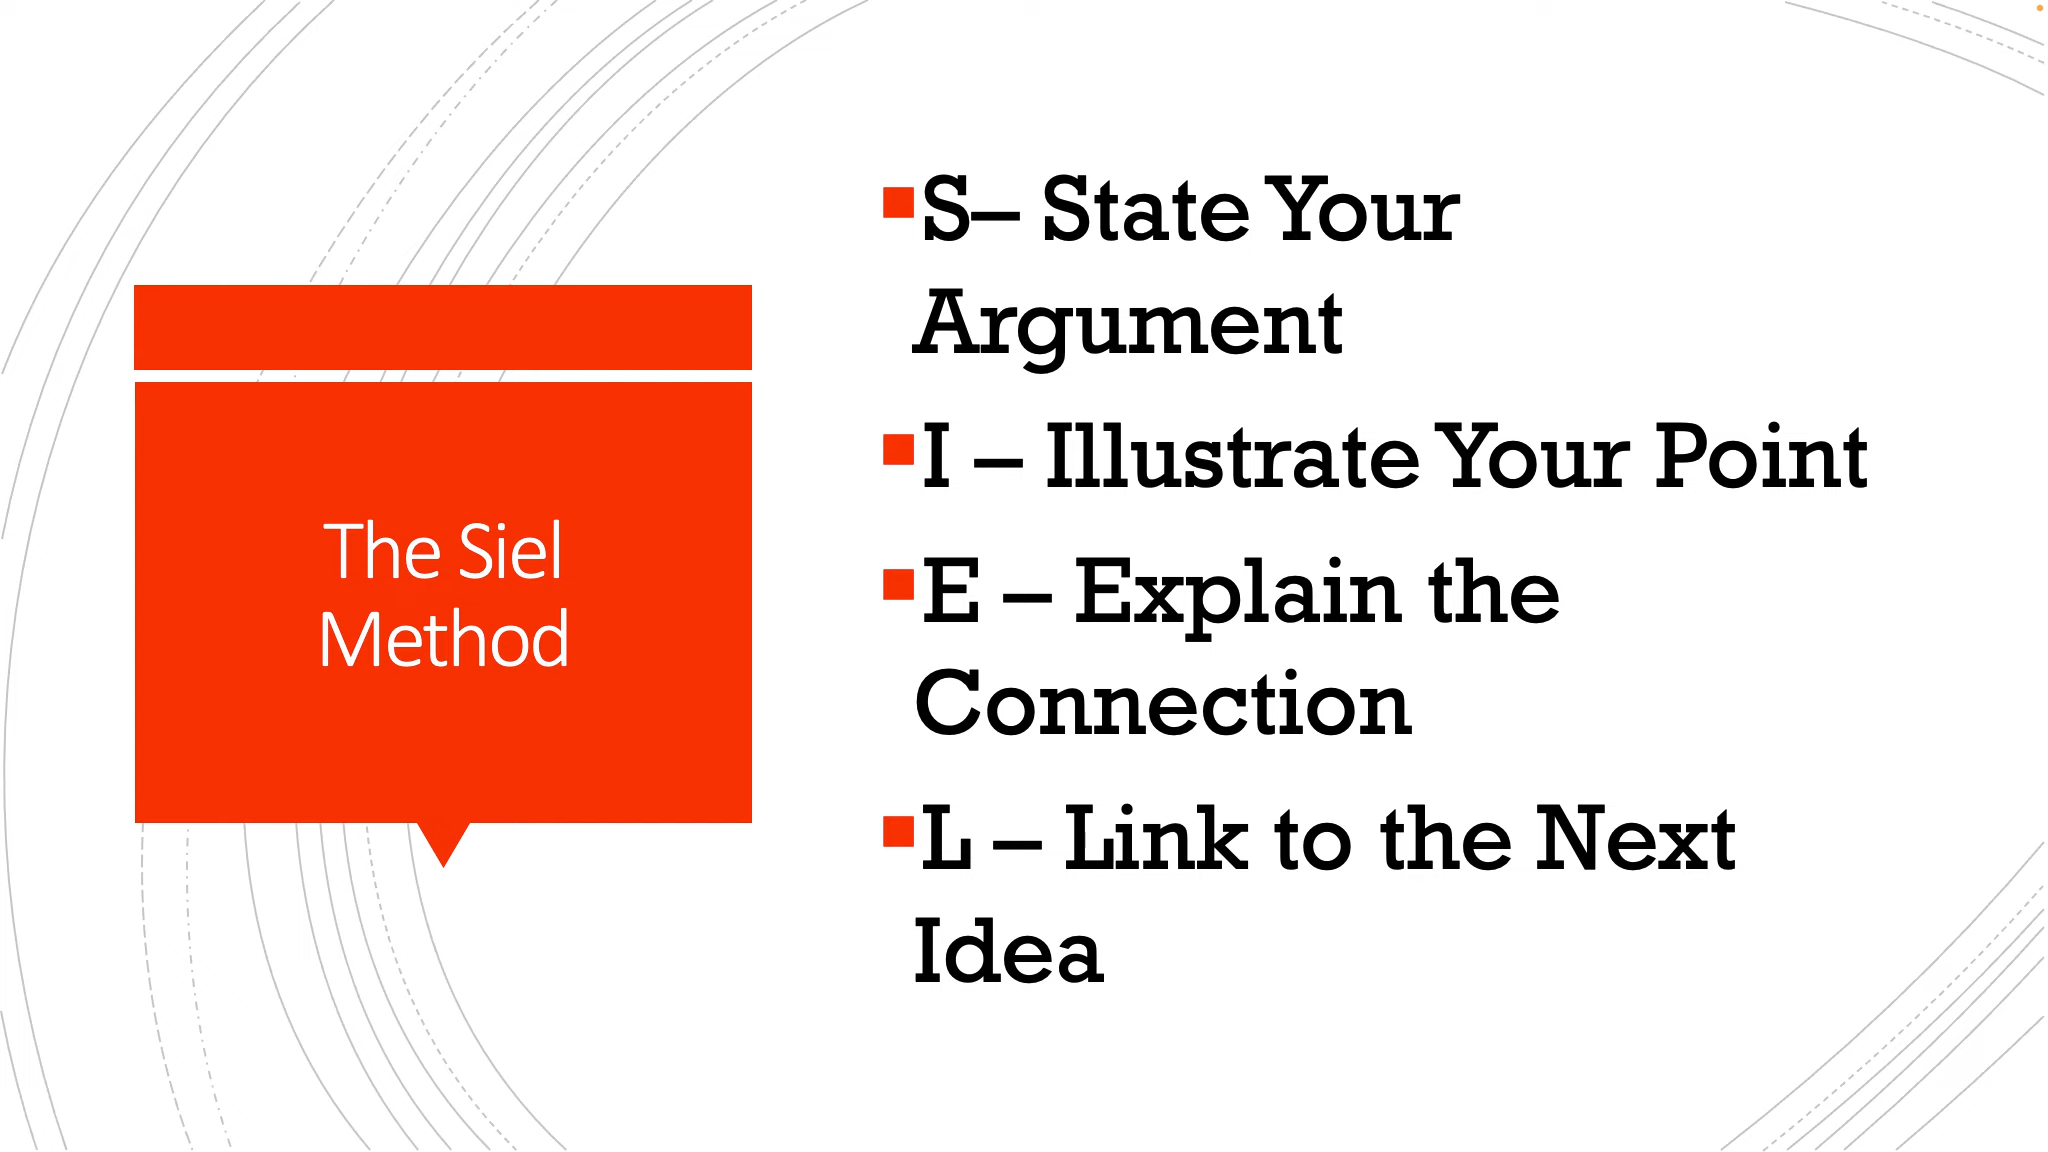 The Siel
Method
S– State Your
Argument
I – Illustrate Your Point
E – Explain the
Connection
L – Link to the Next
Idea